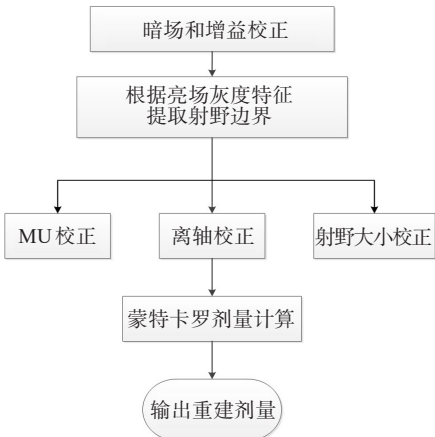 暗场和增益校正
根据亮场灰度特征
提取射野边界
MU 校正
离轴校正
射野大小校正
蒙特卡罗剂量计算
输出重建剂量